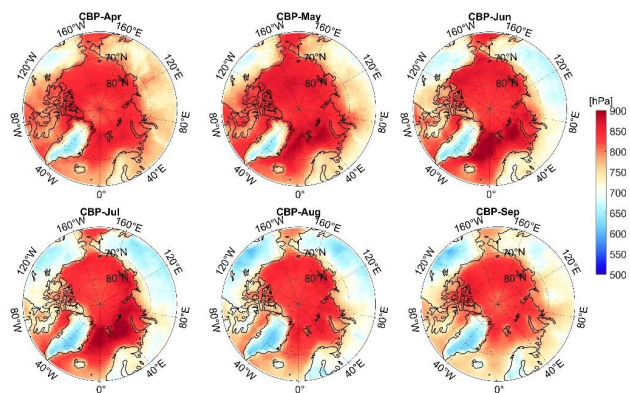 CBP-Apr
160°W
160°E
120°W
120°E
70°N
80°N
80°W
80°E
40°W
40°E
0°
CBP-May
160°W
160°E
120°W
120°E
70°N
80°N
80°W
80°E
40°W
40°E
0°
CBP-Jun
160°W
160°E
120°W
120°E
70°N
80°N
80°W
80°E
40°W
40°E
0°
[hPa]
900
850
800
750
700
650
600
550
500
CBP-Jul
160°W
160°E
120°W
120°E
70°N
80°N
80°W
80°E
40°W
40°E
0°
CBP-Aug
160°W
160°E
120°W
120°E
70°N
80°N
80°W
80°E
40°W
40°E
0°
CBP-Sep
160°W
160°E
120°W
120°E
70°N
80°N
80°W
80°E
40°W
40°E
0°